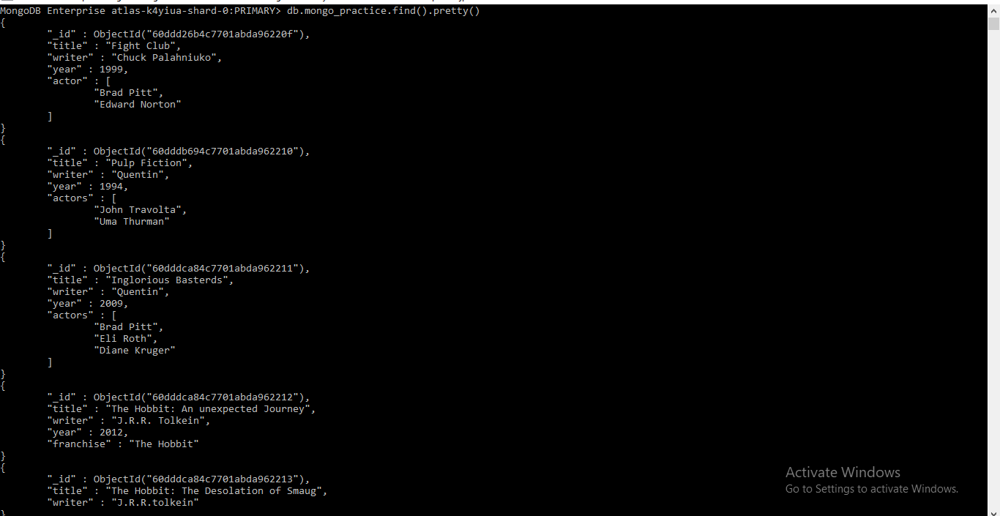 MongoDB Enterprise atlas-k4yiua-shard-0:PRIMARY> db.mongo_practice.find().pretty()
{
"_id" : ObjectId("60ddd26b4c7701abda96220f"),
"title" : "Fight Club",
"writer" : "Chuck Palahniuko",
"year" : 1999,
"actor" : [
"Brad Pitt",
"Edward Norton"
]
}
{
"_id" : ObjectId("60dddb694c7701abda962210"),
"title" : "Pulp Fiction",
"writer" : "Quentin",
"year" : 1994,
"actors" : [
"John Travolta",
"Uma Thurman"
]
}
{
"_id" : ObjectId("60dddca84c7701abda962211"),
"title" : "Inglorious Basterds",
"writer" : "Quentin",
"year" : 2009,
"actors" : [
"Brad Pitt",
"Eli Roth",
"Diane Kruger"
]
}
{
"_id" : ObjectId("60dddca84c7701abda962212"),
"title" : "The Hobbit: An unexpected Journey",
"writer" : "J.R.R. Tolkein",
"year" : 2012,
"franchise" : "The Hobbit"
}
{
"_id" : ObjectId("60dddca84c7701abda962213"),
"title" : "The Hobbit: The Desolation of Smaug",
"writer" : "J.R.R.tolkein"
}
Activate Windows
Go to Settings to activate Windows.